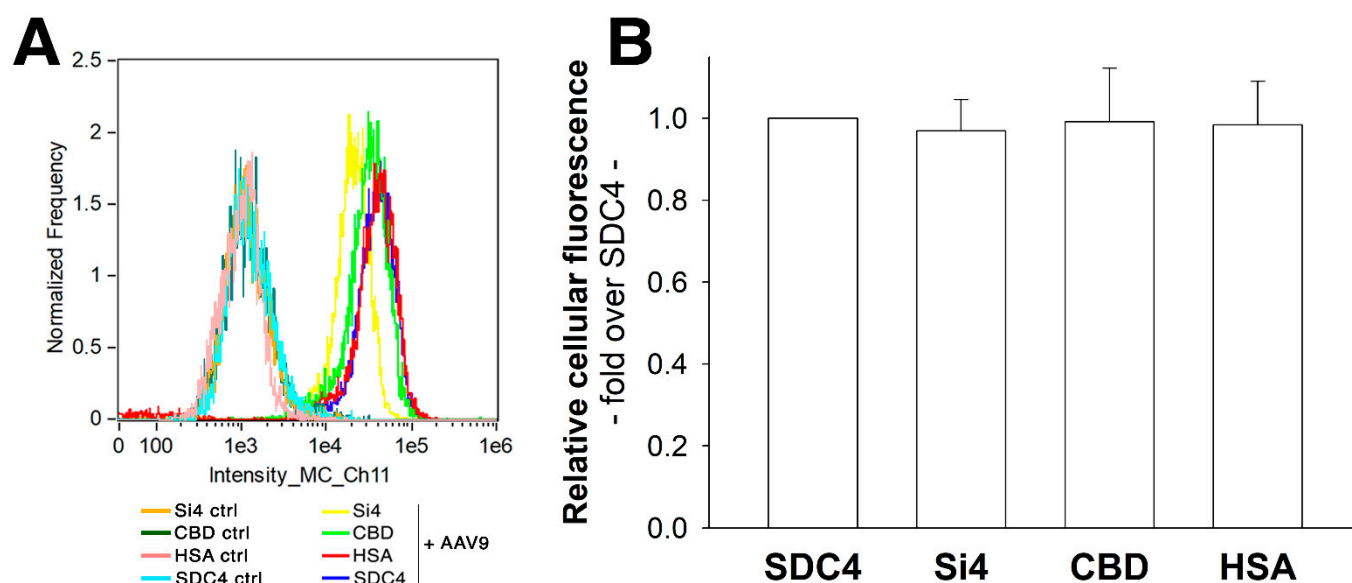 A
2.5
2
1.5
1
0.5
0
Normalized Frequency
0 100 1e3 1e4 1e5 1e6
Intensity_MC_Ch11
Si4 ctrl
CBD ctrl
HSA ctrl
SDC4 ctrl
Si4
CBD
HSA
SDC4
+ AAV9
B
Relative cellular fluorescence
- fold over SDC4 -
1.0
0.8
0.6
0.4
0.2
0.0
SDC4 Si4 CBD HSA